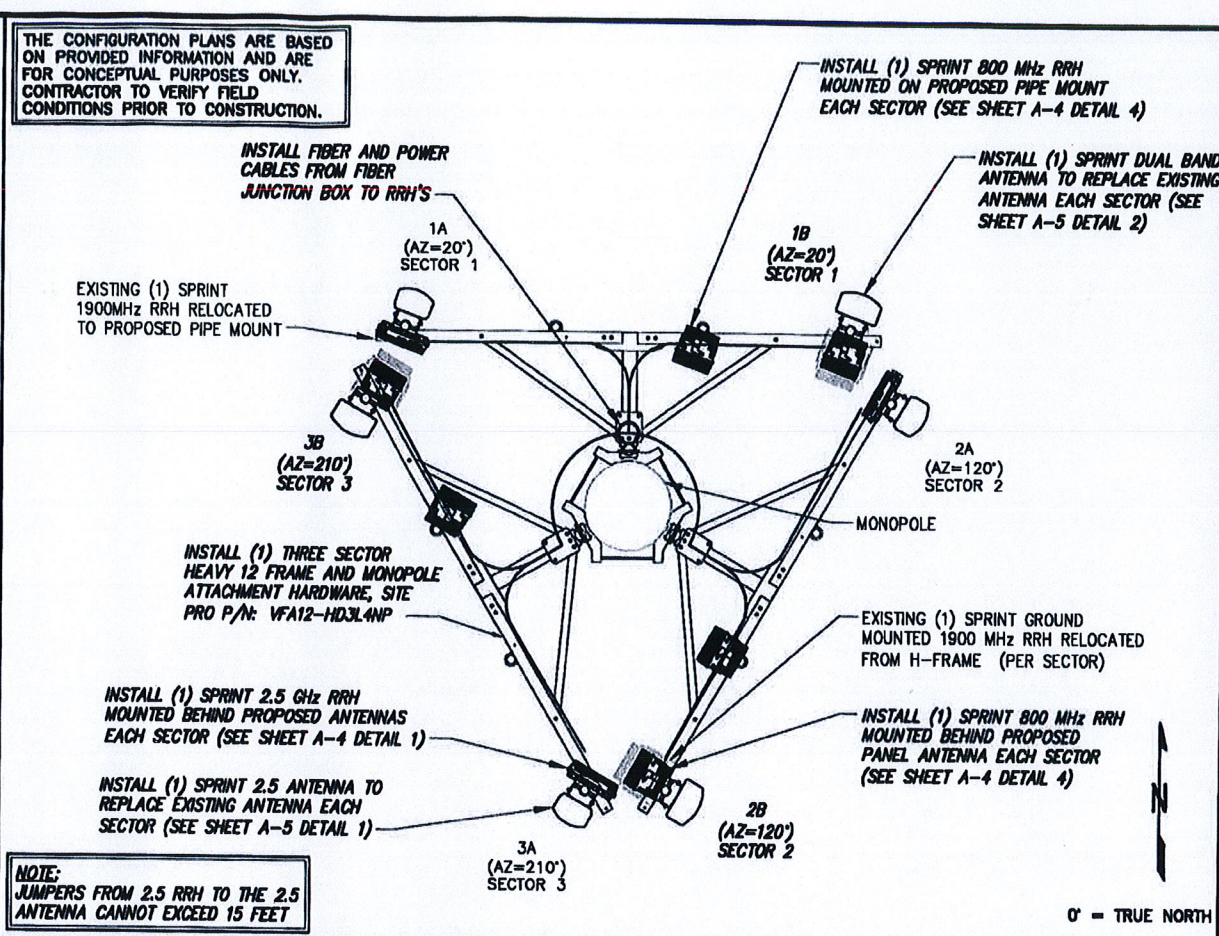 THE CONFIGURATION PLANS ARE BASED
ON PROVIDED INFORMATION AND ARE
FOR CONCEPTUAL PURPOSES ONLY.
CONTRACTOR TO VERIFY FIELD
CONDITIONS PRIOR TO CONSTRUCTION.
INSTALL (1) SPRINT 800 MHz RRH
MOUNTED ON PROPOSED PIPE MOUNT
EACH SECTOR (SEE SHEET A-4 DETAIL 4)
INSTALL FIBER AND POWER
CABLES FROM FIBER
JUNCTION BOX TO RRH'S
INSTALL (1) SPRINT DUAL BAND
ANTENNA TO REPLACE EXISTING
ANTENNA EACH SECTOR (SEE
SHEET A-5 DETAIL 2)
1A
(AZ=20°)
SECTOR 1
1B
(AZ=20°)
SECTOR 1
EXISTING (1) SPRINT
1900MHz RRH RELOCATED
TO PROPOSED PIPE MOUNT
3B
(AZ=210°)
SECTOR 3
2A
(AZ=120°)
SECTOR 2
MONOPOLE
INSTALL (1) THREE SECTOR
HEAVY 12 FRAME AND MONOPOLE
ATTACHMENT HARDWARE, SITE
PRO P/N: VFA12-HD3L4NP
EXISTING (1) SPRINT GROUND
MOUNTED 1900 MHz RRH RELOCATED
FROM H-FRAME (PER SECTOR)
INSTALL (1) SPRINT 2.5 GHz RRH
MOUNTED BEHIND PROPOSED ANTENNAS
EACH SECTOR (SEE SHEET A-4 DETAIL 1)
INSTALL (1) SPRINT 800 MHz RRH
MOUNTED BEHIND PROPOSED
PANEL ANTENNA EACH SECTOR
(SEE SHEET A-4 DETAIL 4)
INSTALL (1) SPRINT 2.5 ANTENNA TO
REPLACE EXISTING ANTENNA EACH
SECTOR (SEE SHEET A-5 DETAIL 1)
2B
(AZ=120°)
SECTOR 2
3A
(AZ=210°)
SECTOR 3
N
NOTE:
JUMPERS FROM 2.5 RRH TO THE 2.5
ANTENNA CANNOT EXCEED 15 FEET
0° = TRUE NORTH